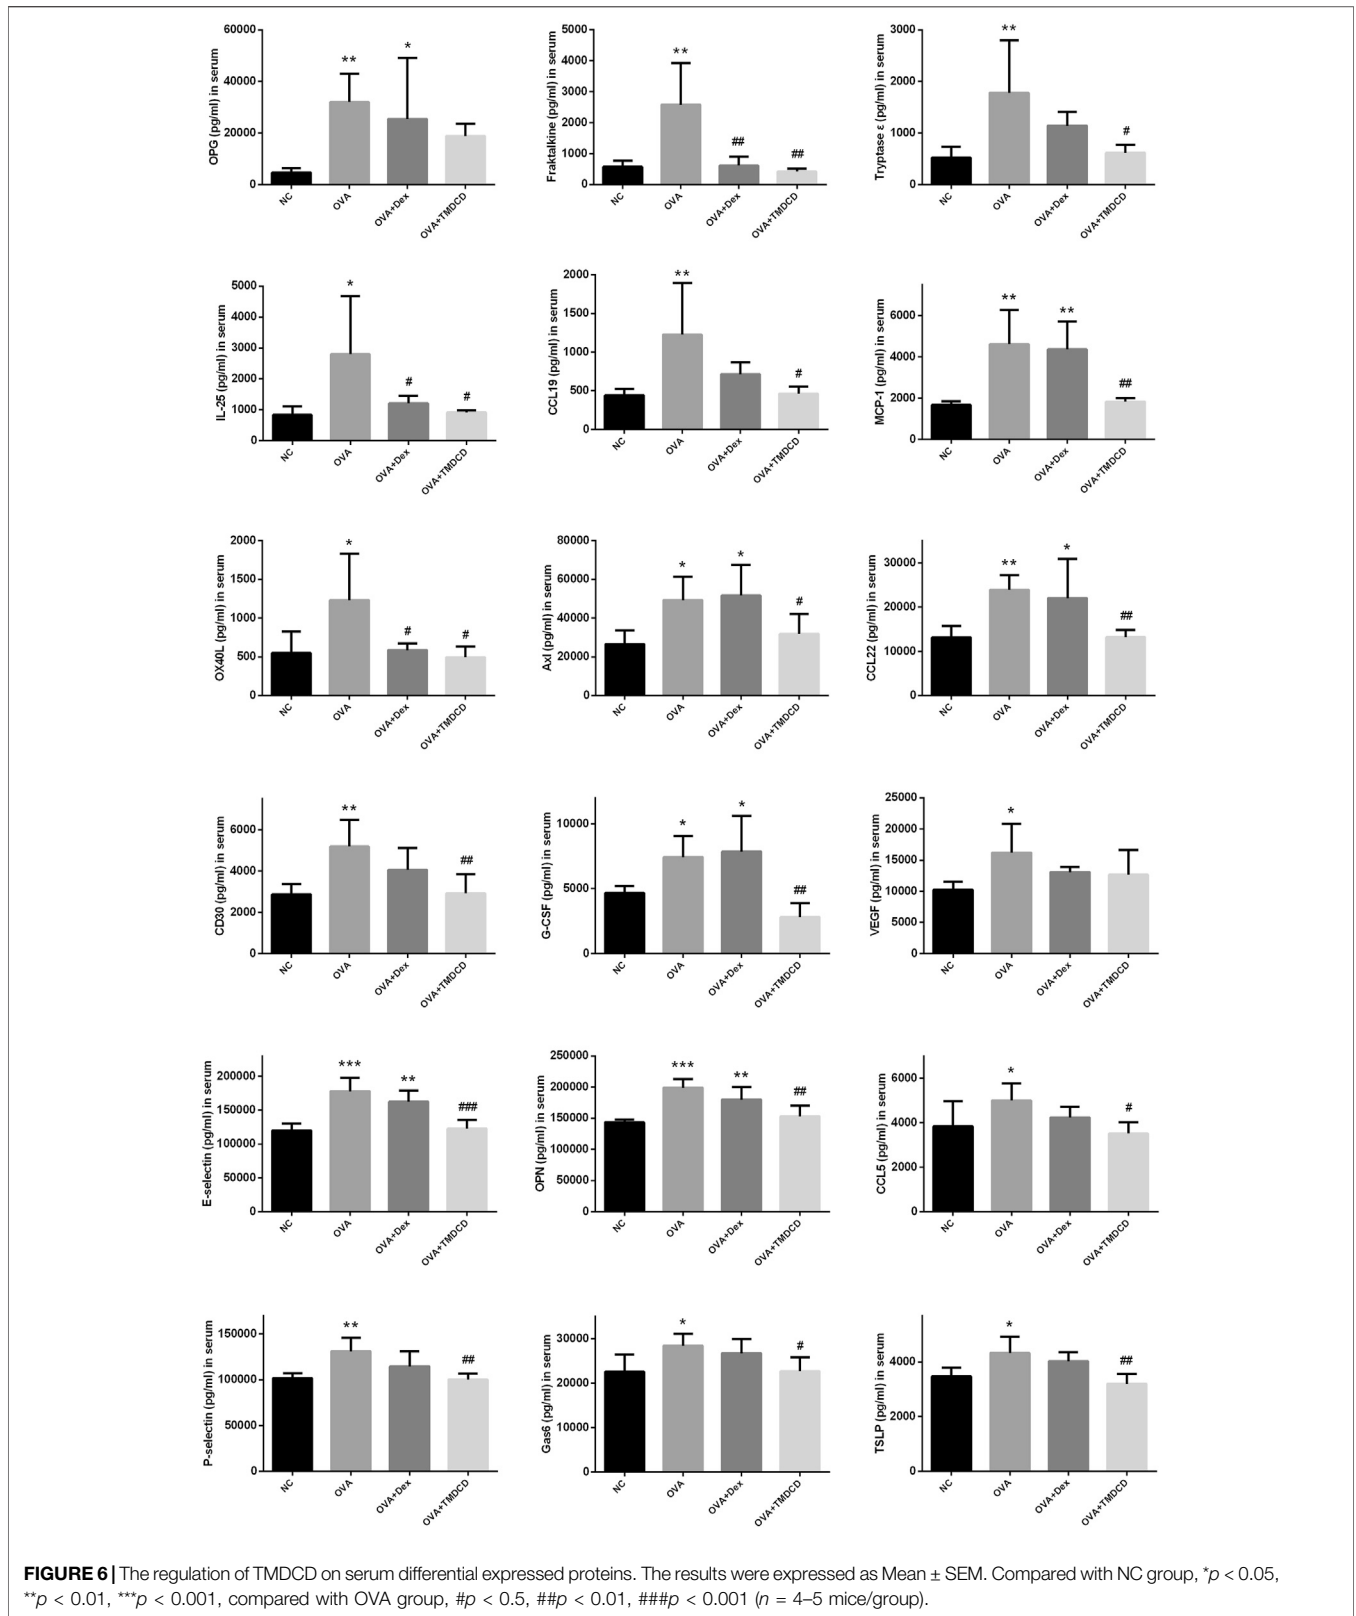 OPG (pg/ml) in serum
60000
40000
20000
0
**
*
NC
OVA
OVA+Dex
OVA+TMDCD
Fraktalkine (pg/ml) in serum
5000
4000
3000
2000
1000
0
**
##
##
NC
OVA
OVA+Dex
OVA+TMDCD
Tryptase ε (pg/ml) in serum
3000
2000
1000
0
**
#
NC
OVA
OVA+Dex
OVA+TMDCD
IL-25 (pg/ml) in serum
5000
4000
3000
2000
1000
0
*
#
#
NC
OVA
OVA+Dex
OVA+TMDCD
CCL19 (pg/ml) in serum
2000
1500
1000
500
0
**
#
NC
OVA
OVA+Dex
OVA+TMDCD
MCP-1 (pg/ml) in serum
6000
4000
2000
0
**
**
##
NC
OVA
OVA+Dex
OVA+TMDCD
OX40L (pg/ml) in serum
2000
1500
1000
500
0
*
#
#
NC
OVA
OVA+Dex
OVA+TMDCD
Axl (pg/ml) in serum
80000
60000
40000
20000
0
*
*
#
NC
OVA
OVA+Dex
OVA+TMDCD
CCL22 (pg/ml) in serum
30000
20000
10000
0
**
*
##
NC
OVA
OVA+Dex
OVA+TMDCD
CD30 (pg/ml) in serum
6000
4000
2000
0
**
##
NC
OVA
OVA+Dex
OVA+TMDCD
G-CSF (pg/ml) in serum
10000
5000
0
*
*
##
NC
OVA
OVA+Dex
OVA+TMDCD
VEGF (pg/ml) in serum
25000
20000
15000
10000
5000
0
*
NC
OVA
OVA+Dex
OVA+TMDCD
E-selectin (pg/ml) in serum
200000
150000
100000
50000
0
***
**
###
NC
OVA
OVA+Dex
OVA+TMDCD
OPN (pg/ml) in serum
250000
200000
150000
100000
50000
0
***
**
##
NC
OVA
OVA+Dex
OVA+TMDCD
CCL5 (pg/ml) in serum
6000
4000
2000
0
*
#
NC
OVA
OVA+Dex
OVA+TMDCD
P-selectin (pg/ml) in serum
150000
100000
50000
0
**
##
NC
OVA
OVA+Dex
OVA+TMDCD
Gas6 (pg/ml) in serum
30000
20000
10000
0
*
#
NC
OVA
OVA+Dex
OVA+TMDCD
TSLP (pg/ml) in serum
4000
2000
0
*
##
NC
OVA
OVA+Dex
OVA+TMDCD
FIGURE 6 | The regulation of TMDCD on serum differential expressed proteins. The results were expressed as Mean ± SEM. Compared with NC group, *p < 0.05,
**p < 0.01, ***p < 0.001, compared with OVA group, #p < 0.5, ##p < 0.01, ###p < 0.001 (n = 4–5 mice/group).